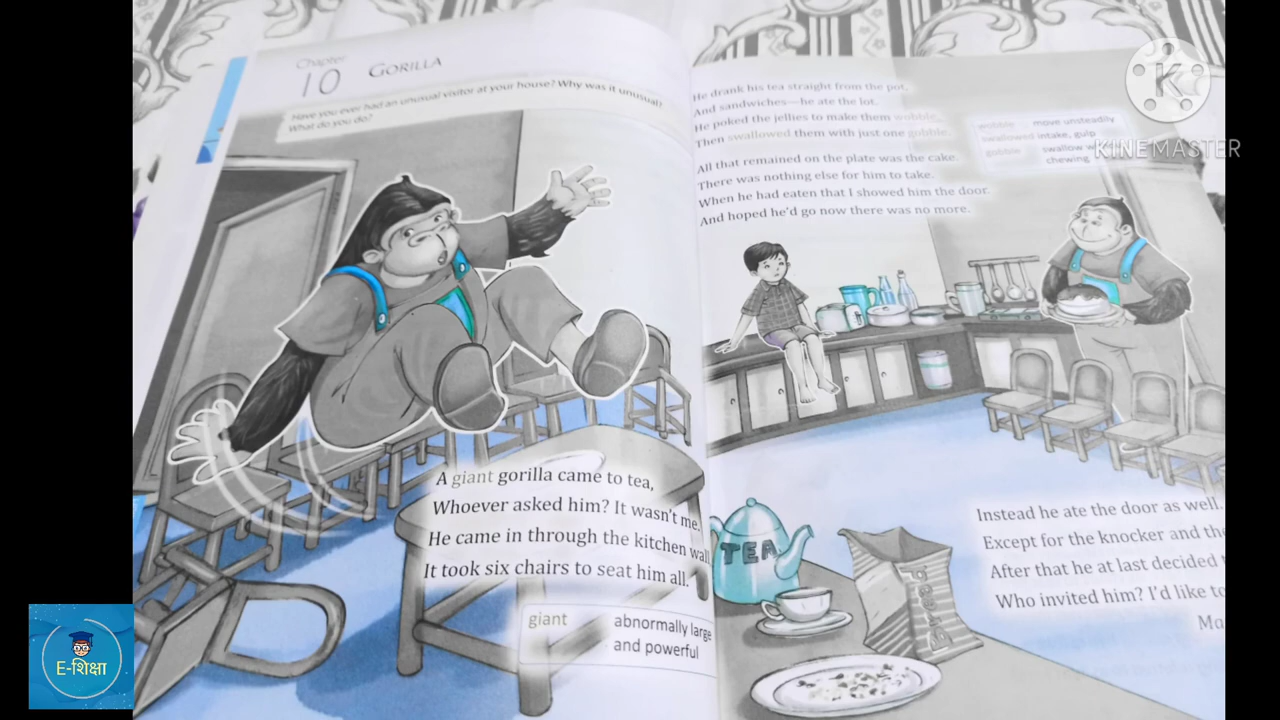 Chapter
10 GORILLA
Have you ever had an unusual visitor at your house? Why was it unusual?
What do you do?
A giant gorilla came to tea,
Whoever asked him? It wasn't me.
He came in through the kitchen wall
It took six chairs to seat him all.
giant abnormally large
and powerful
He drank his tea straight from the pot.
And sandwiches—he ate the lot.
He poked the jellies to make them wobble,
Then swallowed them with just one gobble.
All that remained on the plate was the cake.
There was nothing else for him to take.
When he had eaten that I showed him the door.
And hoped he'd go now there was no more.
wobble move unsteadily
swallowed intake, gulp
gobble swallow
chewing
TEA
Instead he ate the door as well.
Except for the knocker and the
After that he at last decided
Who invited him? I'd like to
K
KINEMASTER
E-शिक्षा